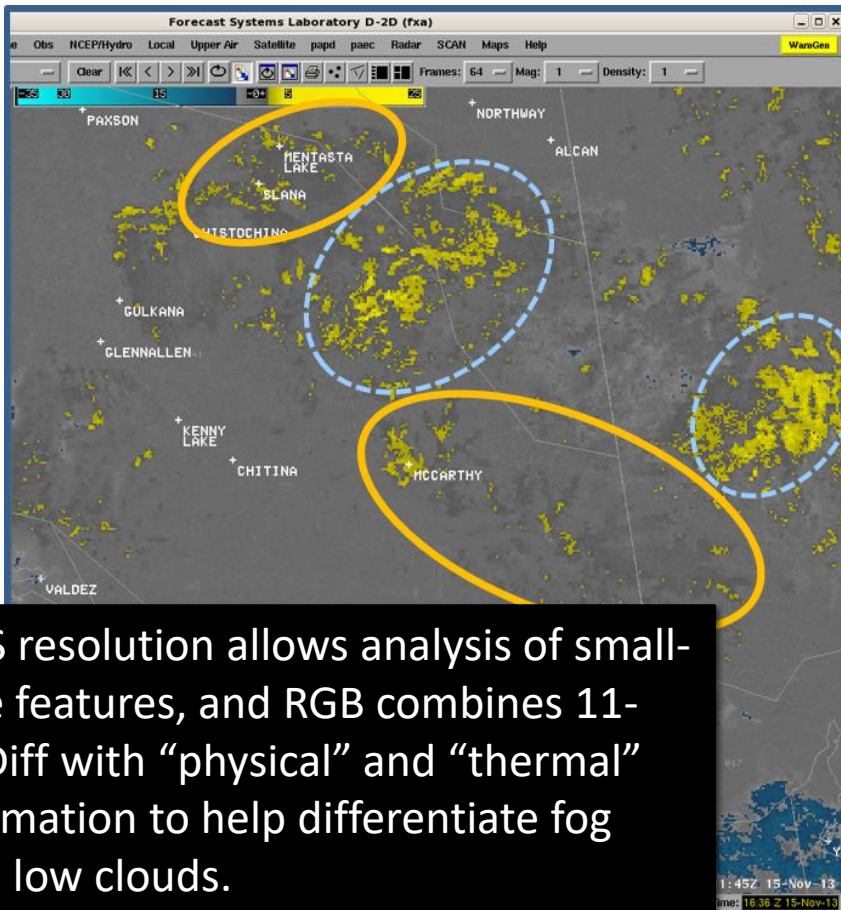 Forecast Systems Laboratory D-2D (fxa)
Obs NCEP/Hydro Local Upper Air Satellite papd paec Radar SCAN Maps Help
WarnGen
Clear Frames: 64 Mag: 1 Density: 1
-35 30 15 -0+ 5 25
PAXSON
NORTHWAY
ALCAN
MENTASTA
LAKE
SLANA
CHISTOCHINA
GULKANA
GLENNALLEN
KENNY
LAKE
CHITINA
MCCARTHY
VALDEZ
S resolution allows analysis of small-
e features, and RGB combines 11-
Diff with “physical” and “thermal”
rmation to help differentiate fog
low clouds.
1:45Z 15-Nov-13
16:36 Z 15-Nov-13